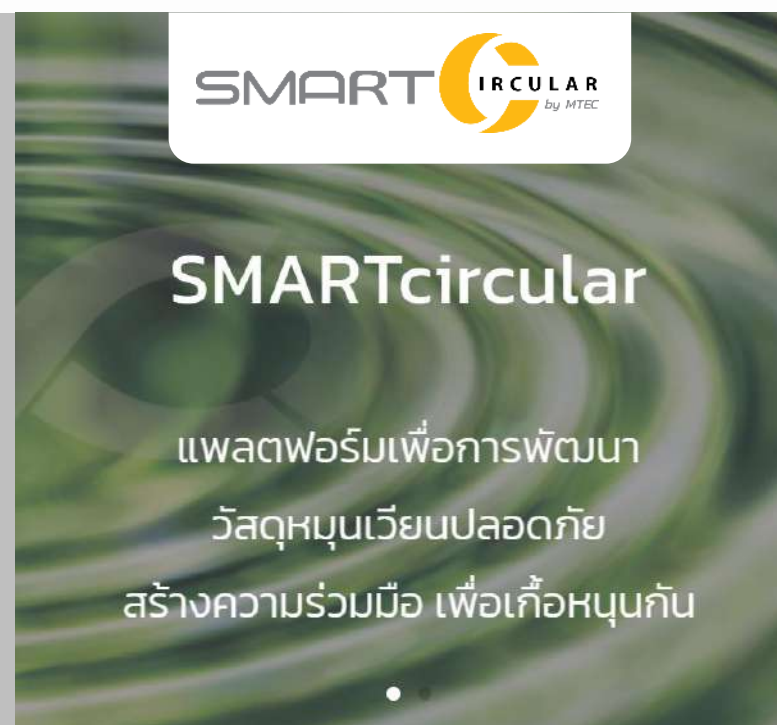 SMART CIRCULAR
by MTEC
SMARTcircular
แพลตฟอร์มเพื่อการพัฒนา
วัสดุหมุนเวียนปลอดภัย
สร้างความร่วมมือ เพื่อเกื้อหนุนกัน